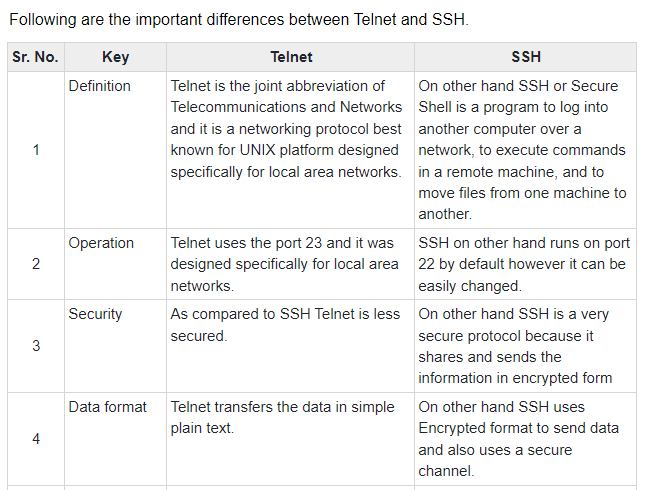 Following are the important differences between Telnet and SSH.
Sr. No. Key Telnet SSH
1
Definition
Telnet is the joint abbreviation of
Telecommunications and Networks
and it is a networking protocol best
known for UNIX platform designed
specifically for local area networks.
On other hand SSH or Secure
Shell is a program to log into
another computer over a
network, to execute commands
in a remote machine, and to
move files from one machine to
another.
2
Operation
Telnet uses the port 23 and it was
designed specifically for local area
networks.
SSH on other hand runs on port
22 by default however it can be
easily changed.
3
Security
As compared to SSH Telnet is less
secured.
On other hand SSH is a very
secure protocol because it
shares and sends the
information in encrypted form
4
Data format
Telnet transfers the data in simple
plain text.
On other hand SSH uses
Encrypted format to send data
and also uses a secure
channel.